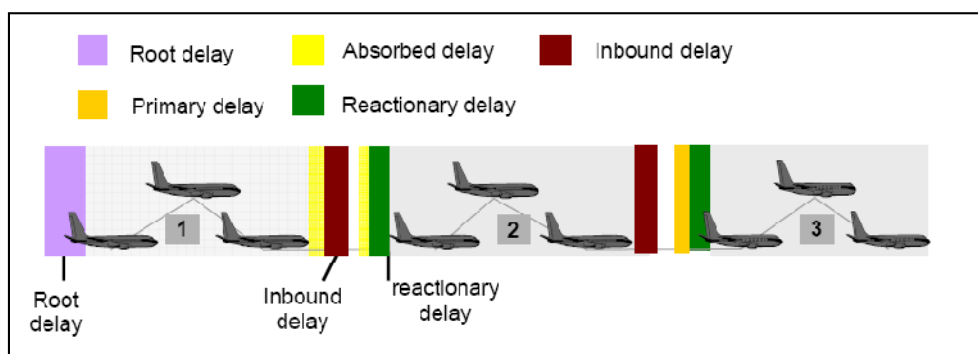 Root delay
Absorbed delay
Inbound delay
Primary delay
Reactionary delay
1
2
3
Root
delay
Inbound
delay
reactionary
delay